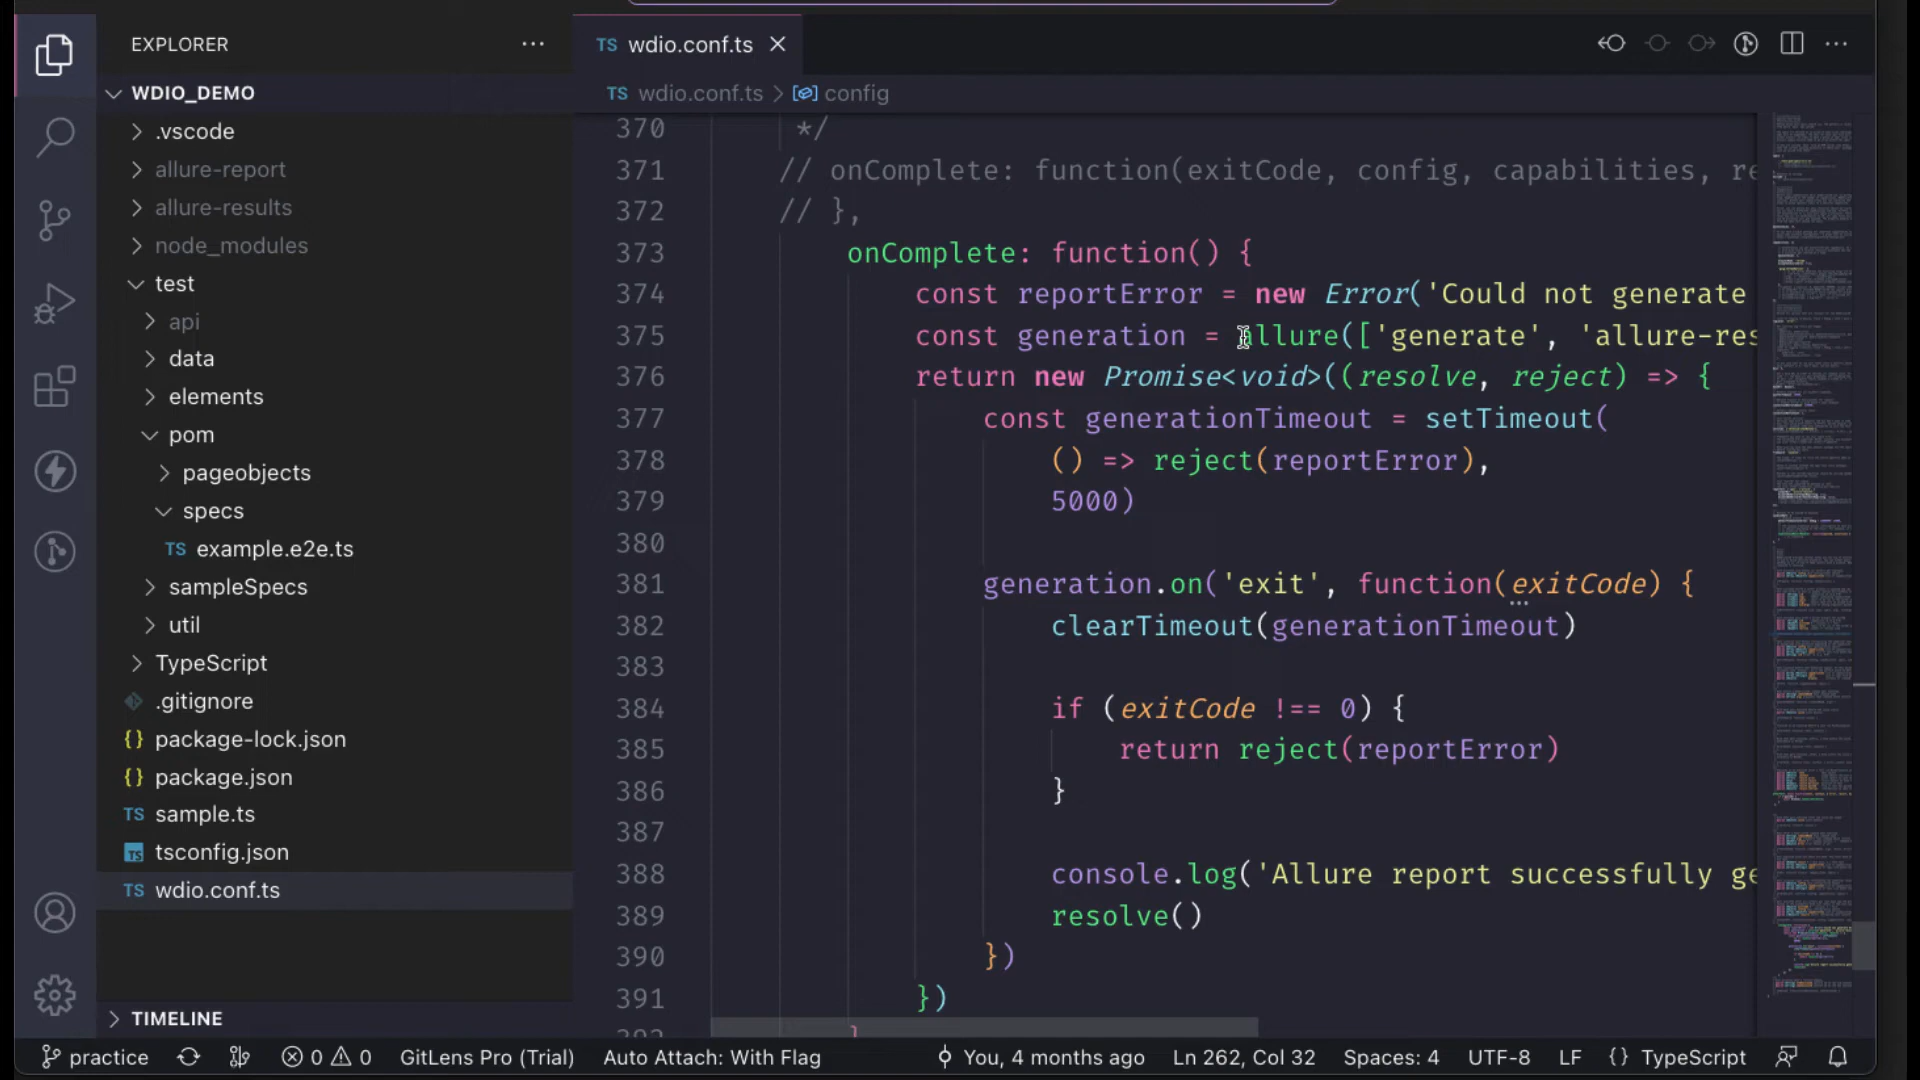 EXPLORER
WDIO_DEMO
.vscode
allure-report
allure-results
node_modules
test
api
data
elements
pom
pageobjects
specs
TS example.e2e.ts
sampleSpecs
util
TypeScript
.gitignore
{} package-lock.json
{} package.json
TS sample.ts
TS tsconfig.json
TS wdio.conf.ts
TIMELINE
TS wdio.conf.ts
TS wdio.conf.ts > config
370 */
371 // onComplete: function(exitCode, config, capabilities, re
372 // },
373 onComplete: function() {
374 const reportError = new Error('Could not generate
375 const generation = allure(['generate', 'allure-res
376 return new Promise<void>((resolve, reject) => {
377 const generationTimeout = setTimeout(
378 () => reject(reportError),
379 5000)
380
381 generation.on('exit', function(exitCode) {
382 clearTimeout(generationTimeout)
383
384 if (exitCode !== 0) {
385 return reject(reportError)
386 }
387
388 console.log('Allure report successfully ge
389 resolve()
390 })
391 })
practice 0 0 GitLens Pro (Trial) Auto Attach: With Flag You, 4 months ago Ln 262, Col 32 Spaces: 4 UTF-8 LF {} TypeScript